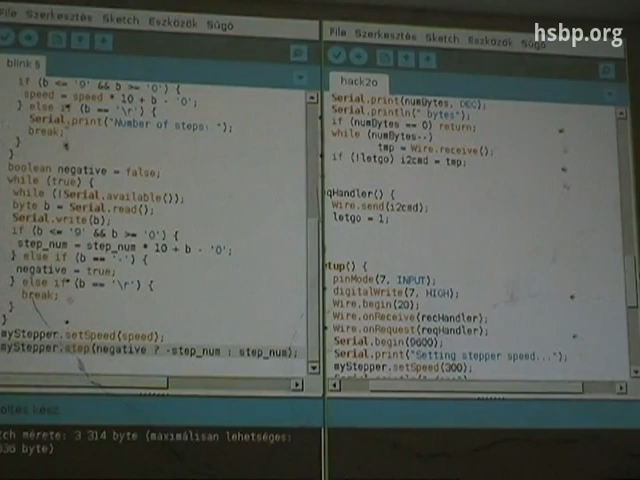 hsbp.org
File Szerkesztés Sketch Eszközök Súgó
blink §
if (b <= '9' && b >= '0') {
speed = speed * 10 + b - '0';
} else if (b == '\r') {
Serial.print("Number of steps: ");
break;
}
}
boolean negative = false;
while (true) {
while (!Serial.available());
byte b = Serial.read();
Serial.write(b);
if (b <= '9' && b >= '0') {
step_num = step_num * 10 + b - '0';
} else if (b == '-') {
negative = true;
} else if (b == '\r') {
break;
}
}
myStepper.setSpeed(speed);
myStepper.step(negative ? -step_num : step_num);
öltés kész
tch mérete: 3 314 byte (maximálisan lehetséges:
byte)
File Szerkesztés Sketch Eszközök Súgó
hack2o
Serial.print(numBytes, DEC);
Serial.println(" bytes");
if (numBytes == 0) return;
while (numBytes--)
tmp = Wire.receive();
if (!letgo) i2cmd = tmp;
eqHandler() {
Wire.send(i2cmd);
letgo = 1;
etup() {
pinMode(7, INPUT);
digitalWrite(7, HIGH);
Wire.begin(20);
Wire.onReceive(recHandler);
Wire.onRequest(reqHandler);
Serial.begin(9600);
Serial.print("Setting stepper speed...");
myStepper.setSpeed(300);